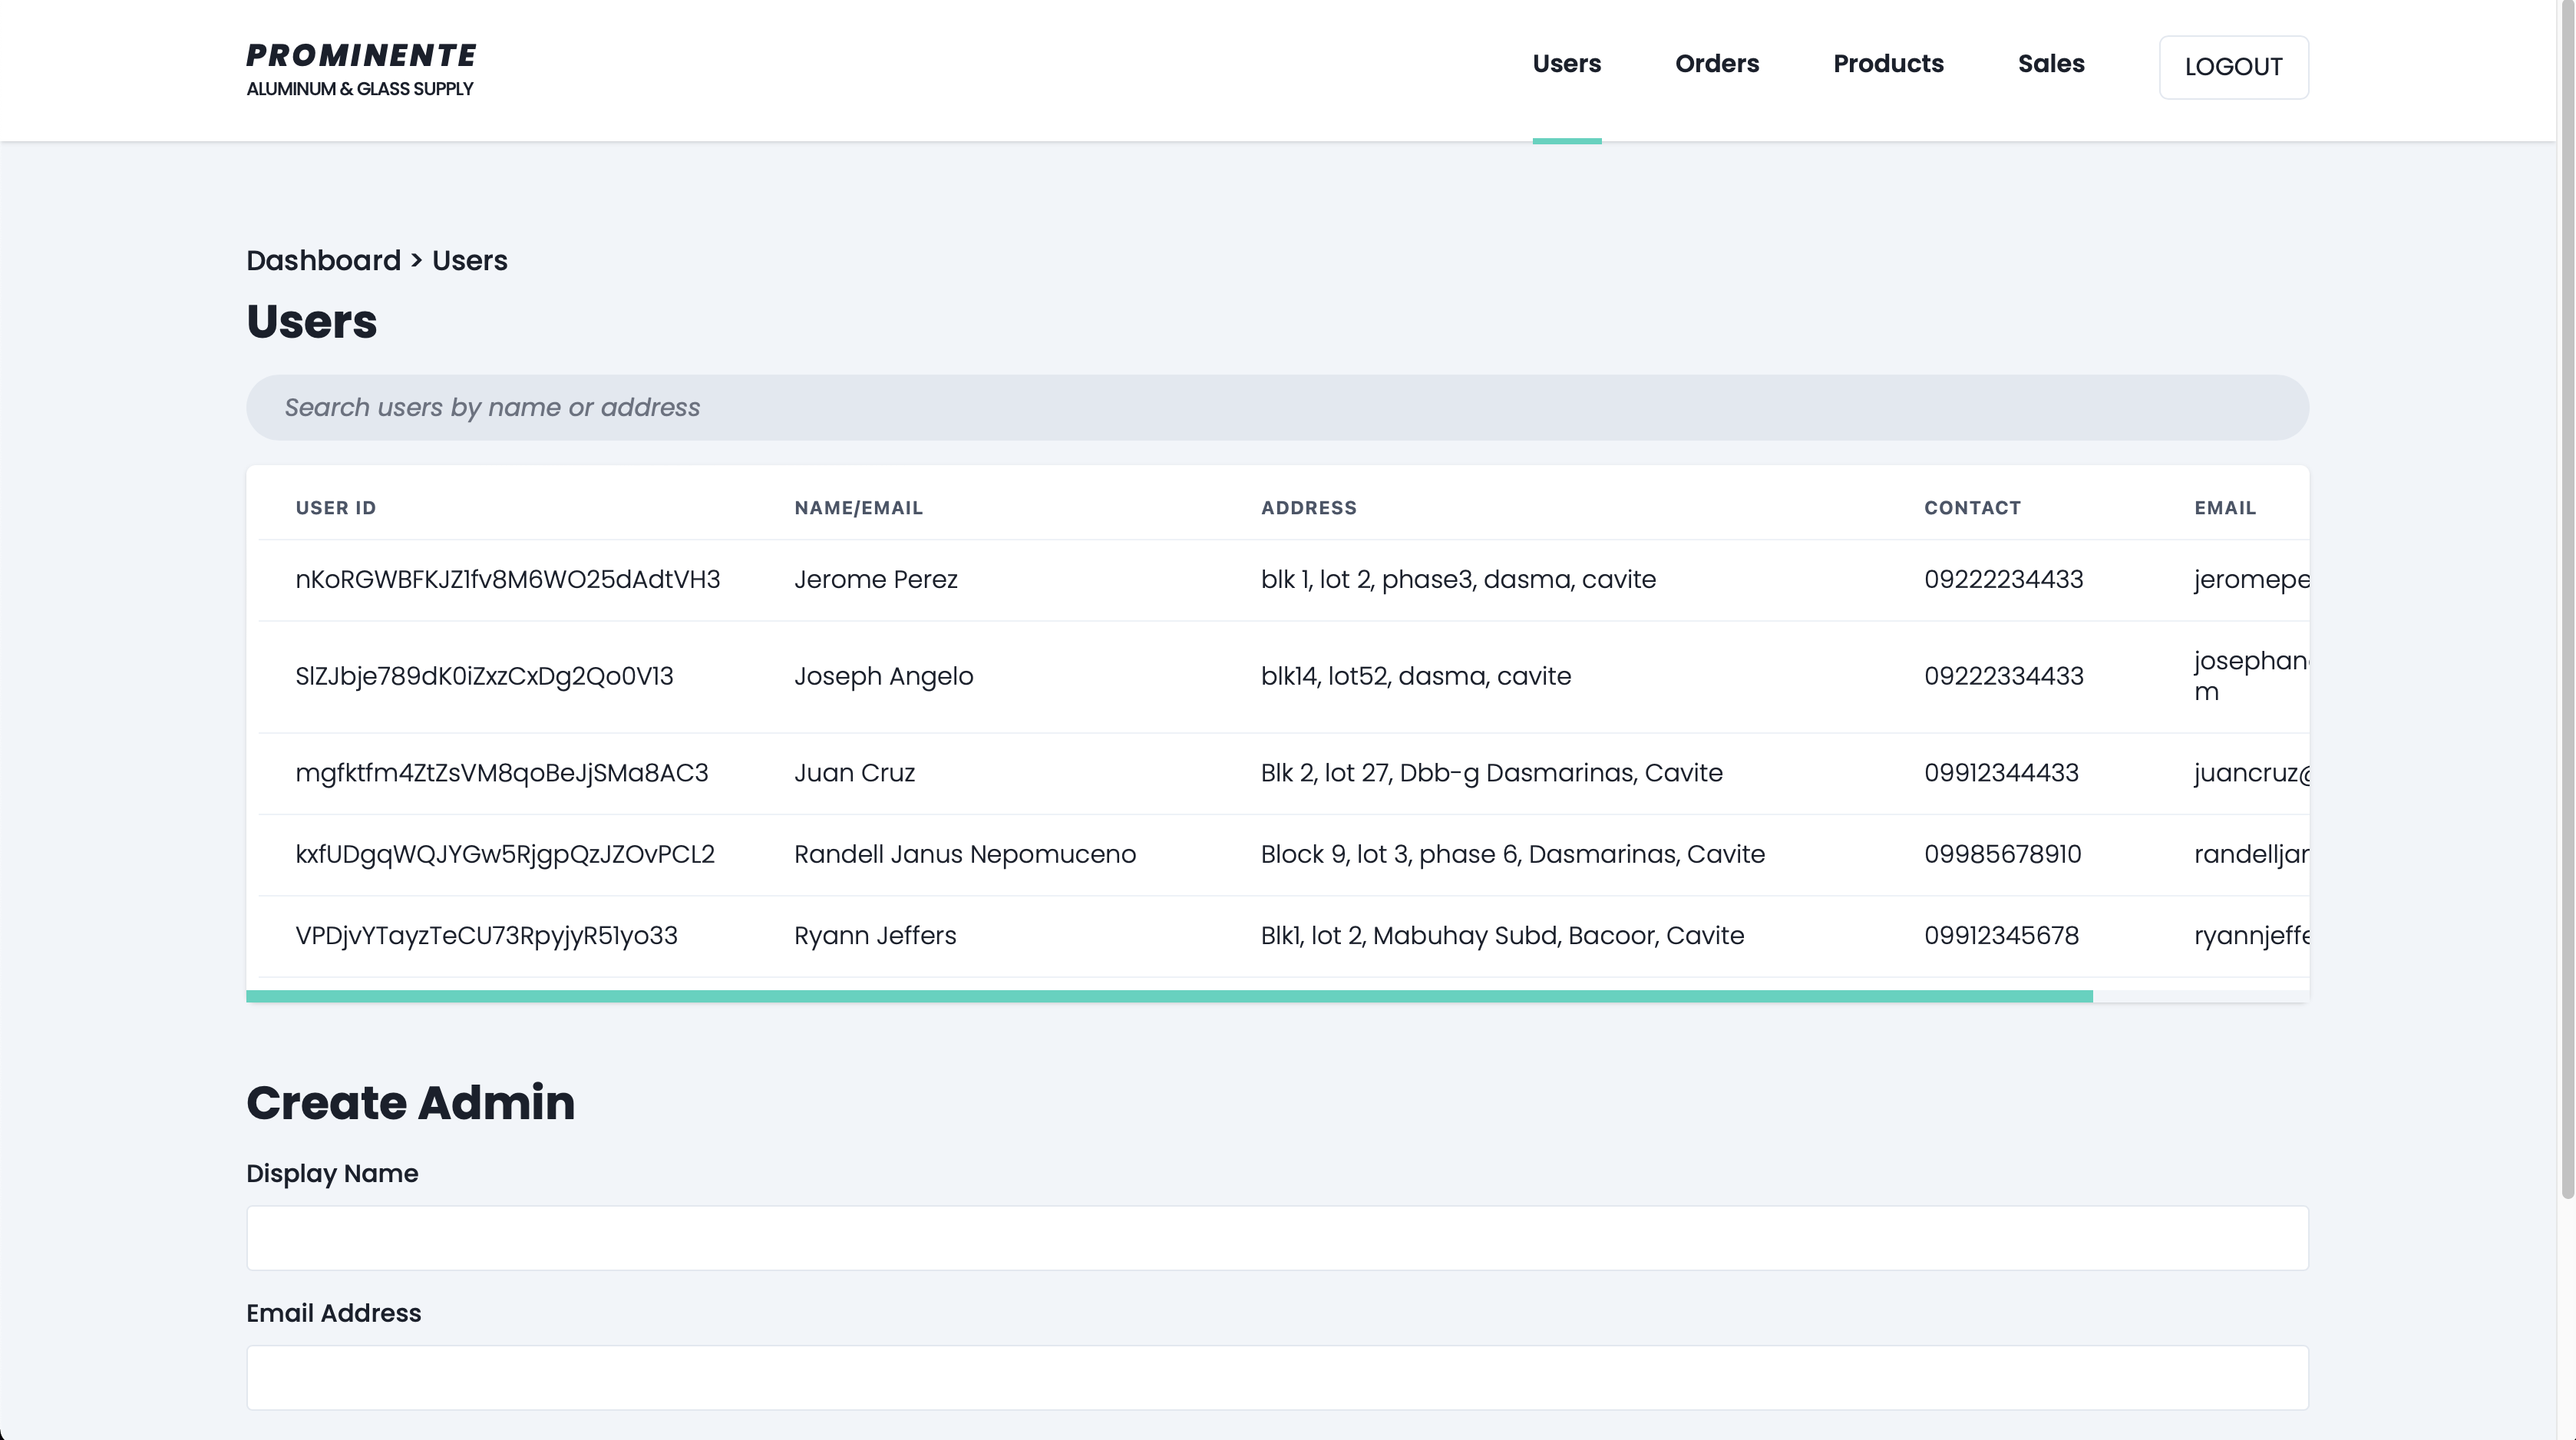 PROMINENTE
ALUMINUM & GLASS SUPPLY
Users Orders Products Sales LOGOUT
Dashboard > Users
Users
Search users by name or address
USER ID NAME/EMAIL ADDRESS CONTACT EMAIL
nKoRGWBFKJZ1fv8M6WO25dAdtVH3 Jerome Perez blk 1, lot 2, phase3, dasma, cavite 09222234433 jeromepe
SlZJbje789dK0iZxzCxDg2Qo0V13 Joseph Angelo blk14, lot52, dasma, cavite 09222334433 josephan
m
mgfktfm4ZtZsVM8qoBeJjSMa8AC3 Juan Cruz Blk 2, lot 27, Dbb-g Dasmarinas, Cavite 09912344433 juancruz@
kxfUDgqWQJYGw5RjgpQzJZOvPCL2 Randell Janus Nepomuceno Block 9, lot 3, phase 6, Dasmarinas, Cavite 09985678910 randelljan
VPDjvYTayzTeCU73RpyjyR51yo33 Ryann Jeffers Blk1, lot 2, Mabuhay Subd, Bacoor, Cavite 09912345678 ryannjeffe
Create Admin
Display Name
Email Address